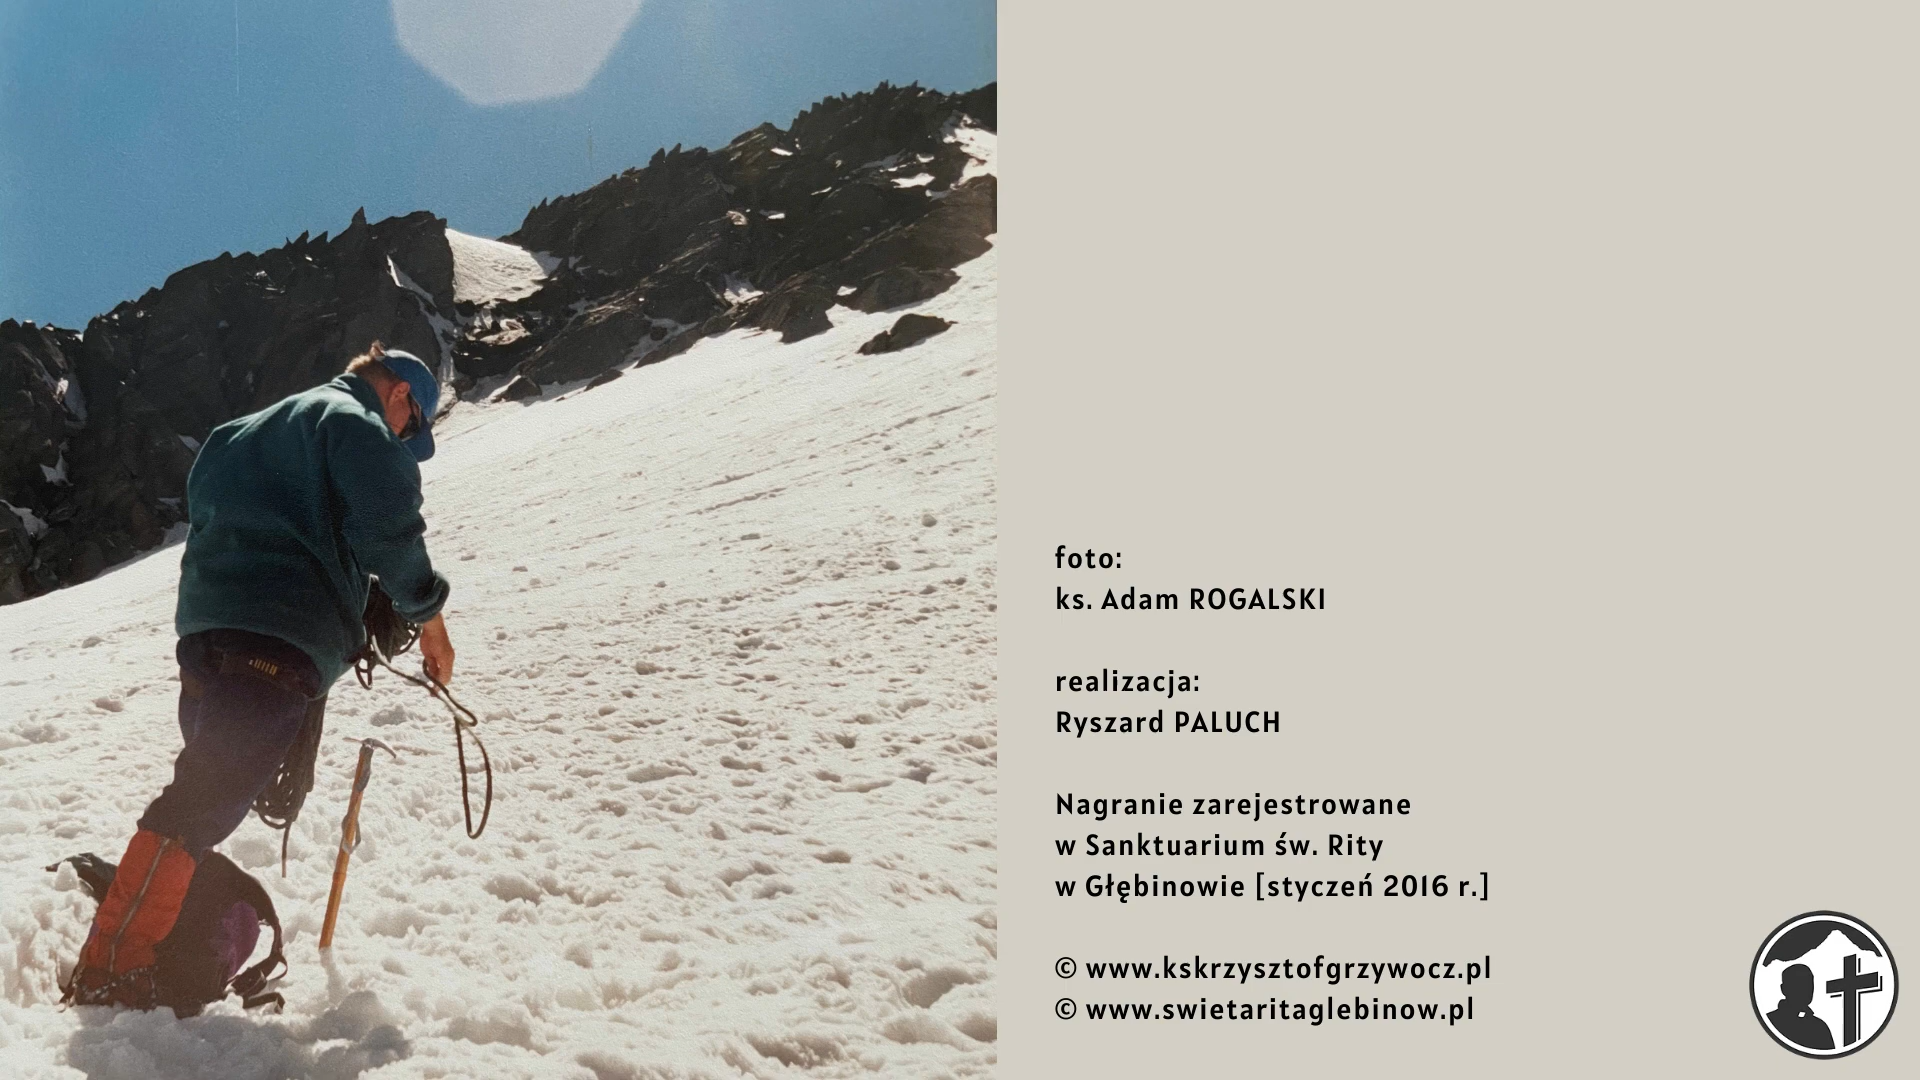 foto:
ks. Adam ROGALSKI
realizacja:
Ryszard PALUCH
Nagranie zarejestrowane
w Sanktuarium św. Rity
w Głębinowie [styczeń 2016 r.]
© www.kskrzysztofgrzywocz.pl
© www.swietaritaglebinow.pl